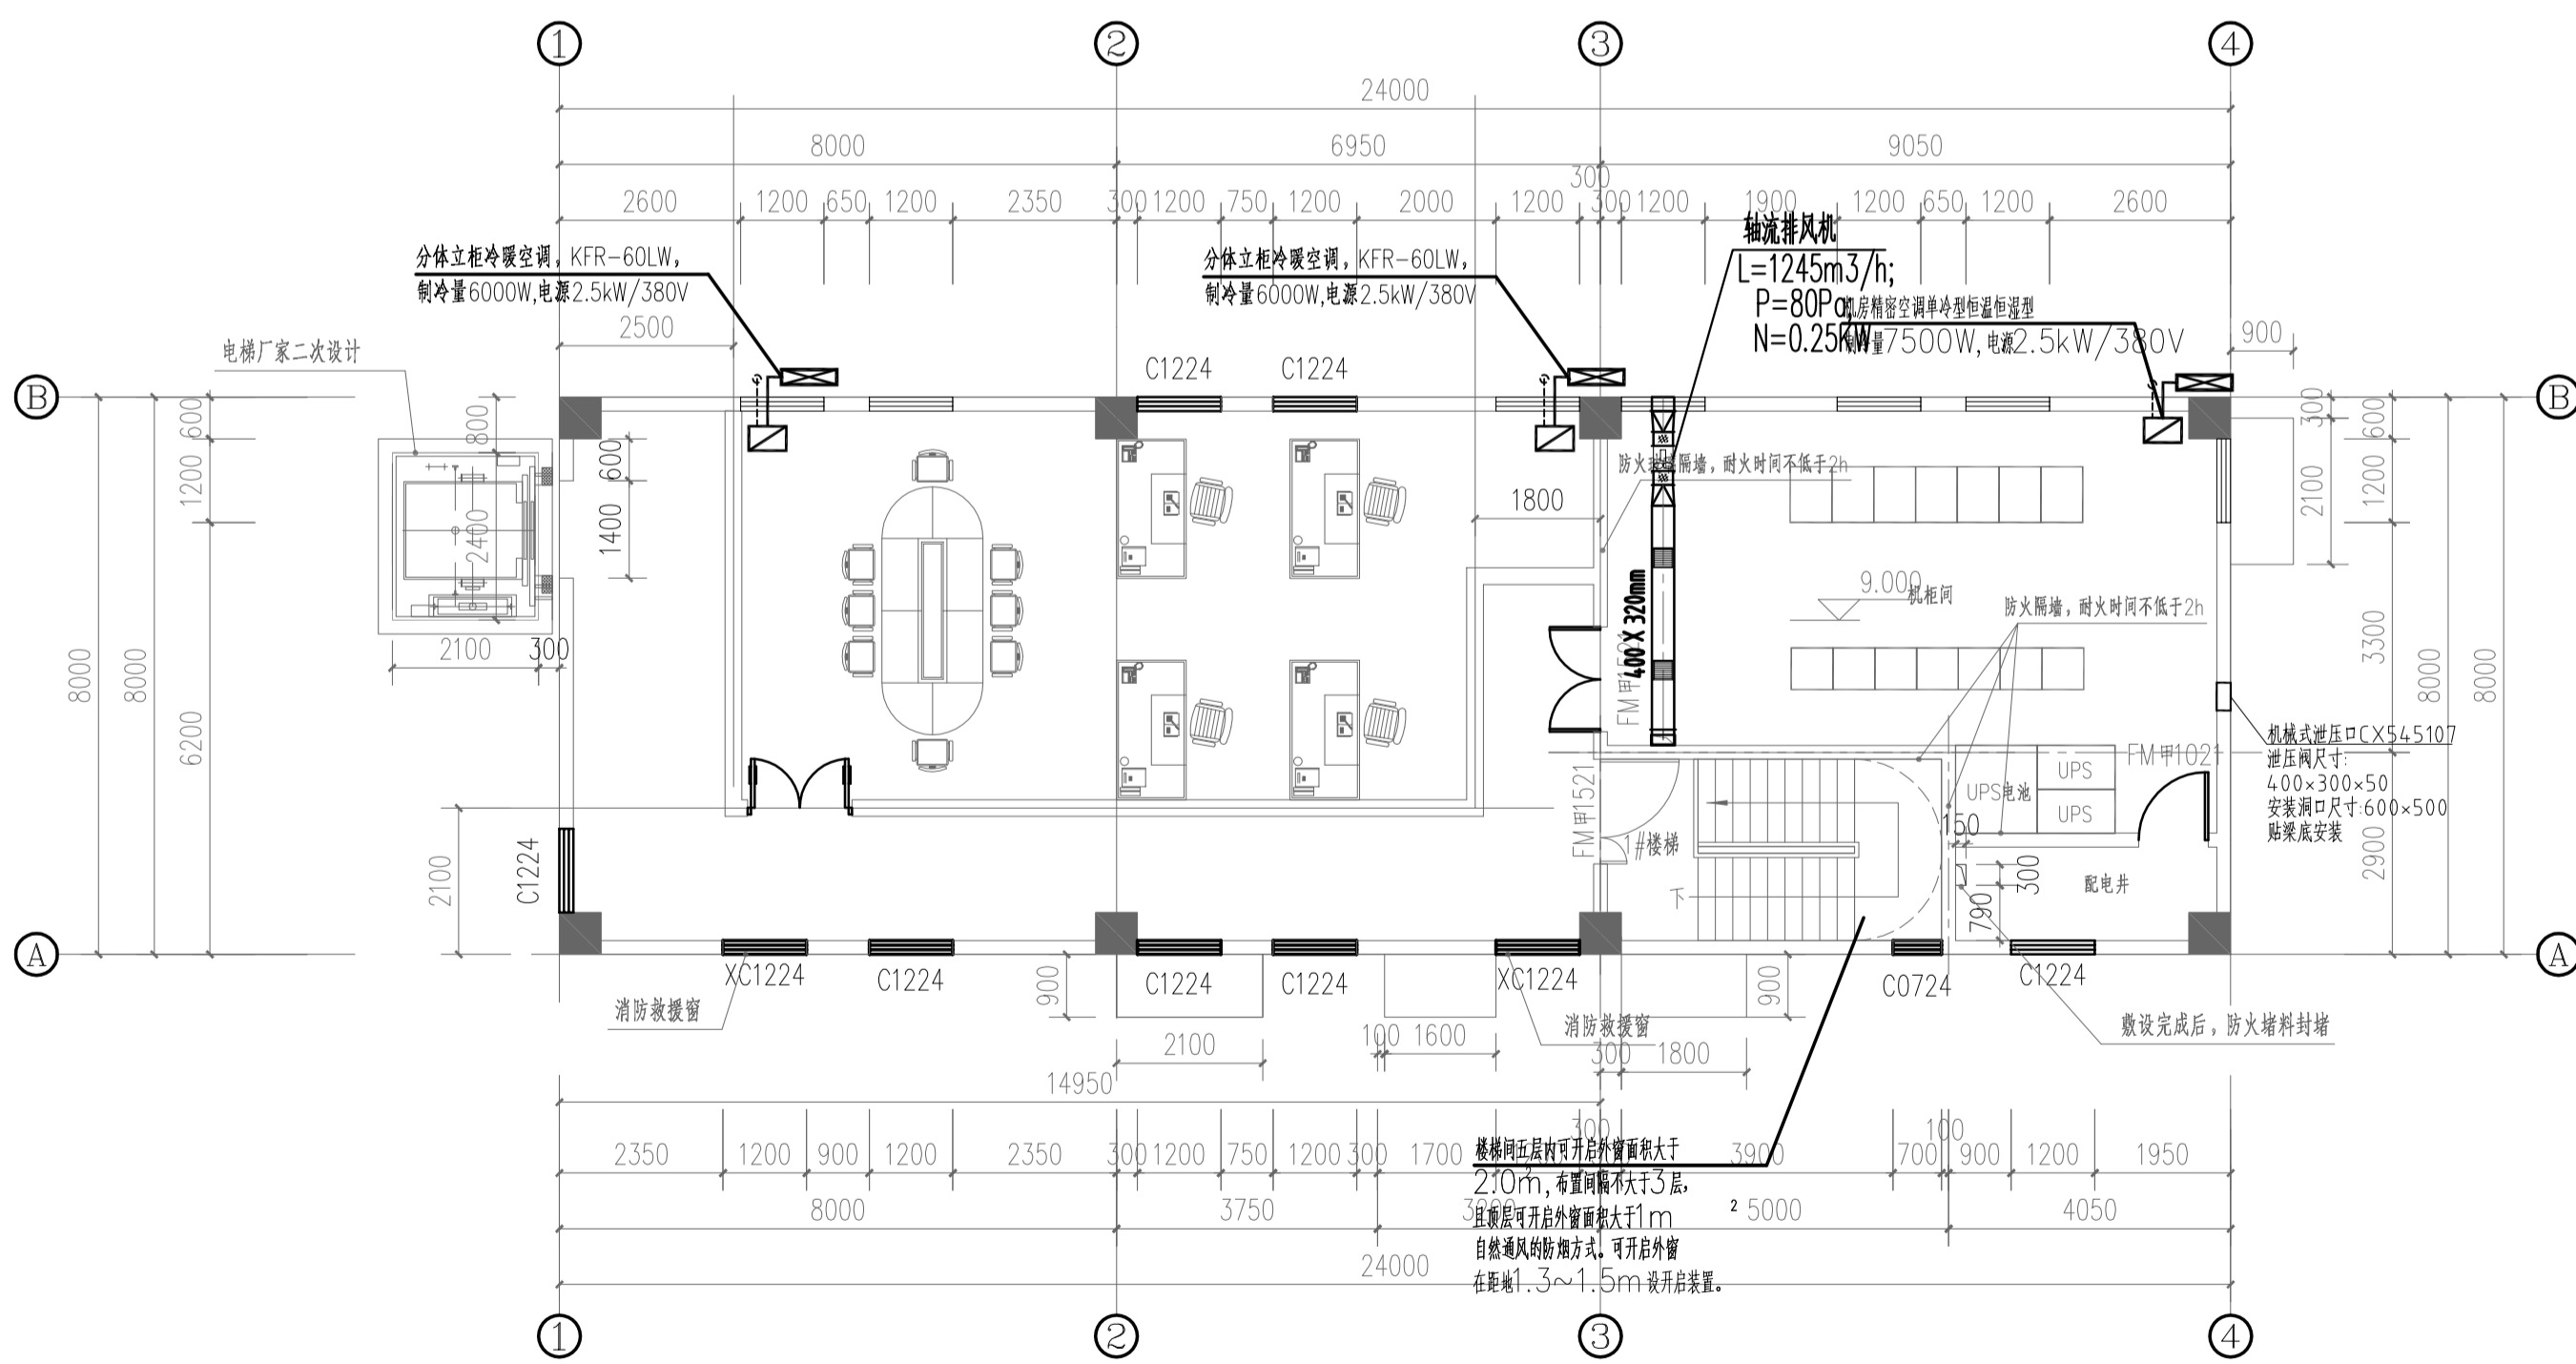 1 2 3 4
24000
8000 6950 9050
300
2600 1200 650 1200 2350 300 1200 750 1200 2000 1200 300 1200 1900 1200 650 1200 2600
轴流排风机
L=1245m3/h;
P=80Pa,
N=0.25KW
分体立柜冷暖空调，KFR-60LW，
制冷量6000W,电源2.5kW/380V
分体立柜冷暖空调，KFR-60LW，
制冷量6000W,电源2.5kW/380V
机房精密空调单冷型恒温恒湿型
7500W,电源2.5kW/380V
2500
900
电梯厂家二次设计
C1224 C1224
B B
600 800 300 600
1200 600 2100 1200
防火玻璃隔墙，耐火时间不低于2h
1800
1400 2400
9.000
机柜间
400X 320mm
防火隔墙，耐火时间不低于2h
2100 300
FM甲1521
3300
8000 8000 6200 8000 8000
机械式泄压口CX545107
泄压阀尺寸:
400×300×50
安装洞口尺寸:600×500
贴梁底安装
FM甲1021
UPS
UPS电池
UPS
150
FM甲1521
1#楼梯
下
300
790
配电井
2900
C1224
2100
A A
XC1224 C1224 C1224 C1224 XC1224 C0724 C1224
消防救援窗
900 900
消防救援窗
敷设完成后，防火堵料封堵
2100 100 1600 300 1800
14950
300 100
2350 1200 900 1200 2350 300 1200 750 1200 300 1700 3900 700 900 1200 1950
8000 3750 5000 4050
24000
楼梯间五层内可开启外窗面积大于
2.0m²,布置间隔不大于3层,
且顶层可开启外窗面积大于1m ²
自然通风的防烟方式。可开启外窗
在距地1.3~1.5m设开启装置。
1 2 3 4